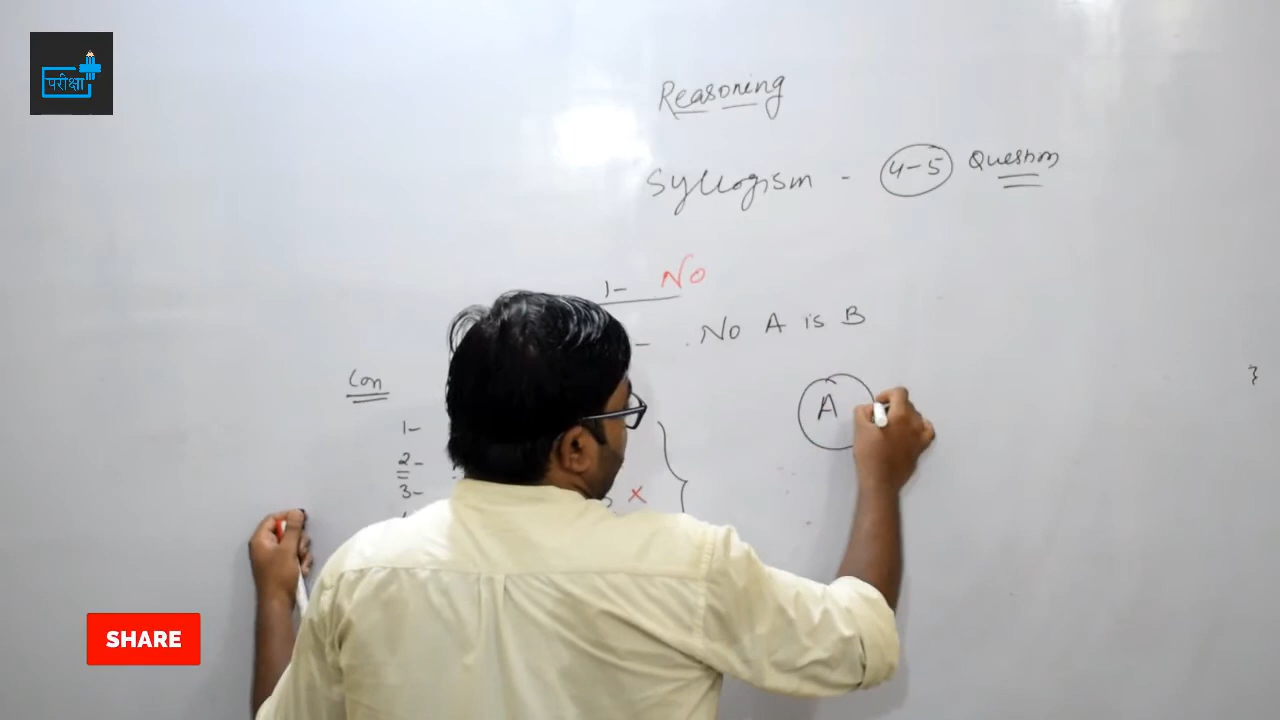 परीक्षा
Reasoning
Syllogism - 4-5 Question
1- No
- No A is B
Con
A
1-
2-
3- x
}
SHARE